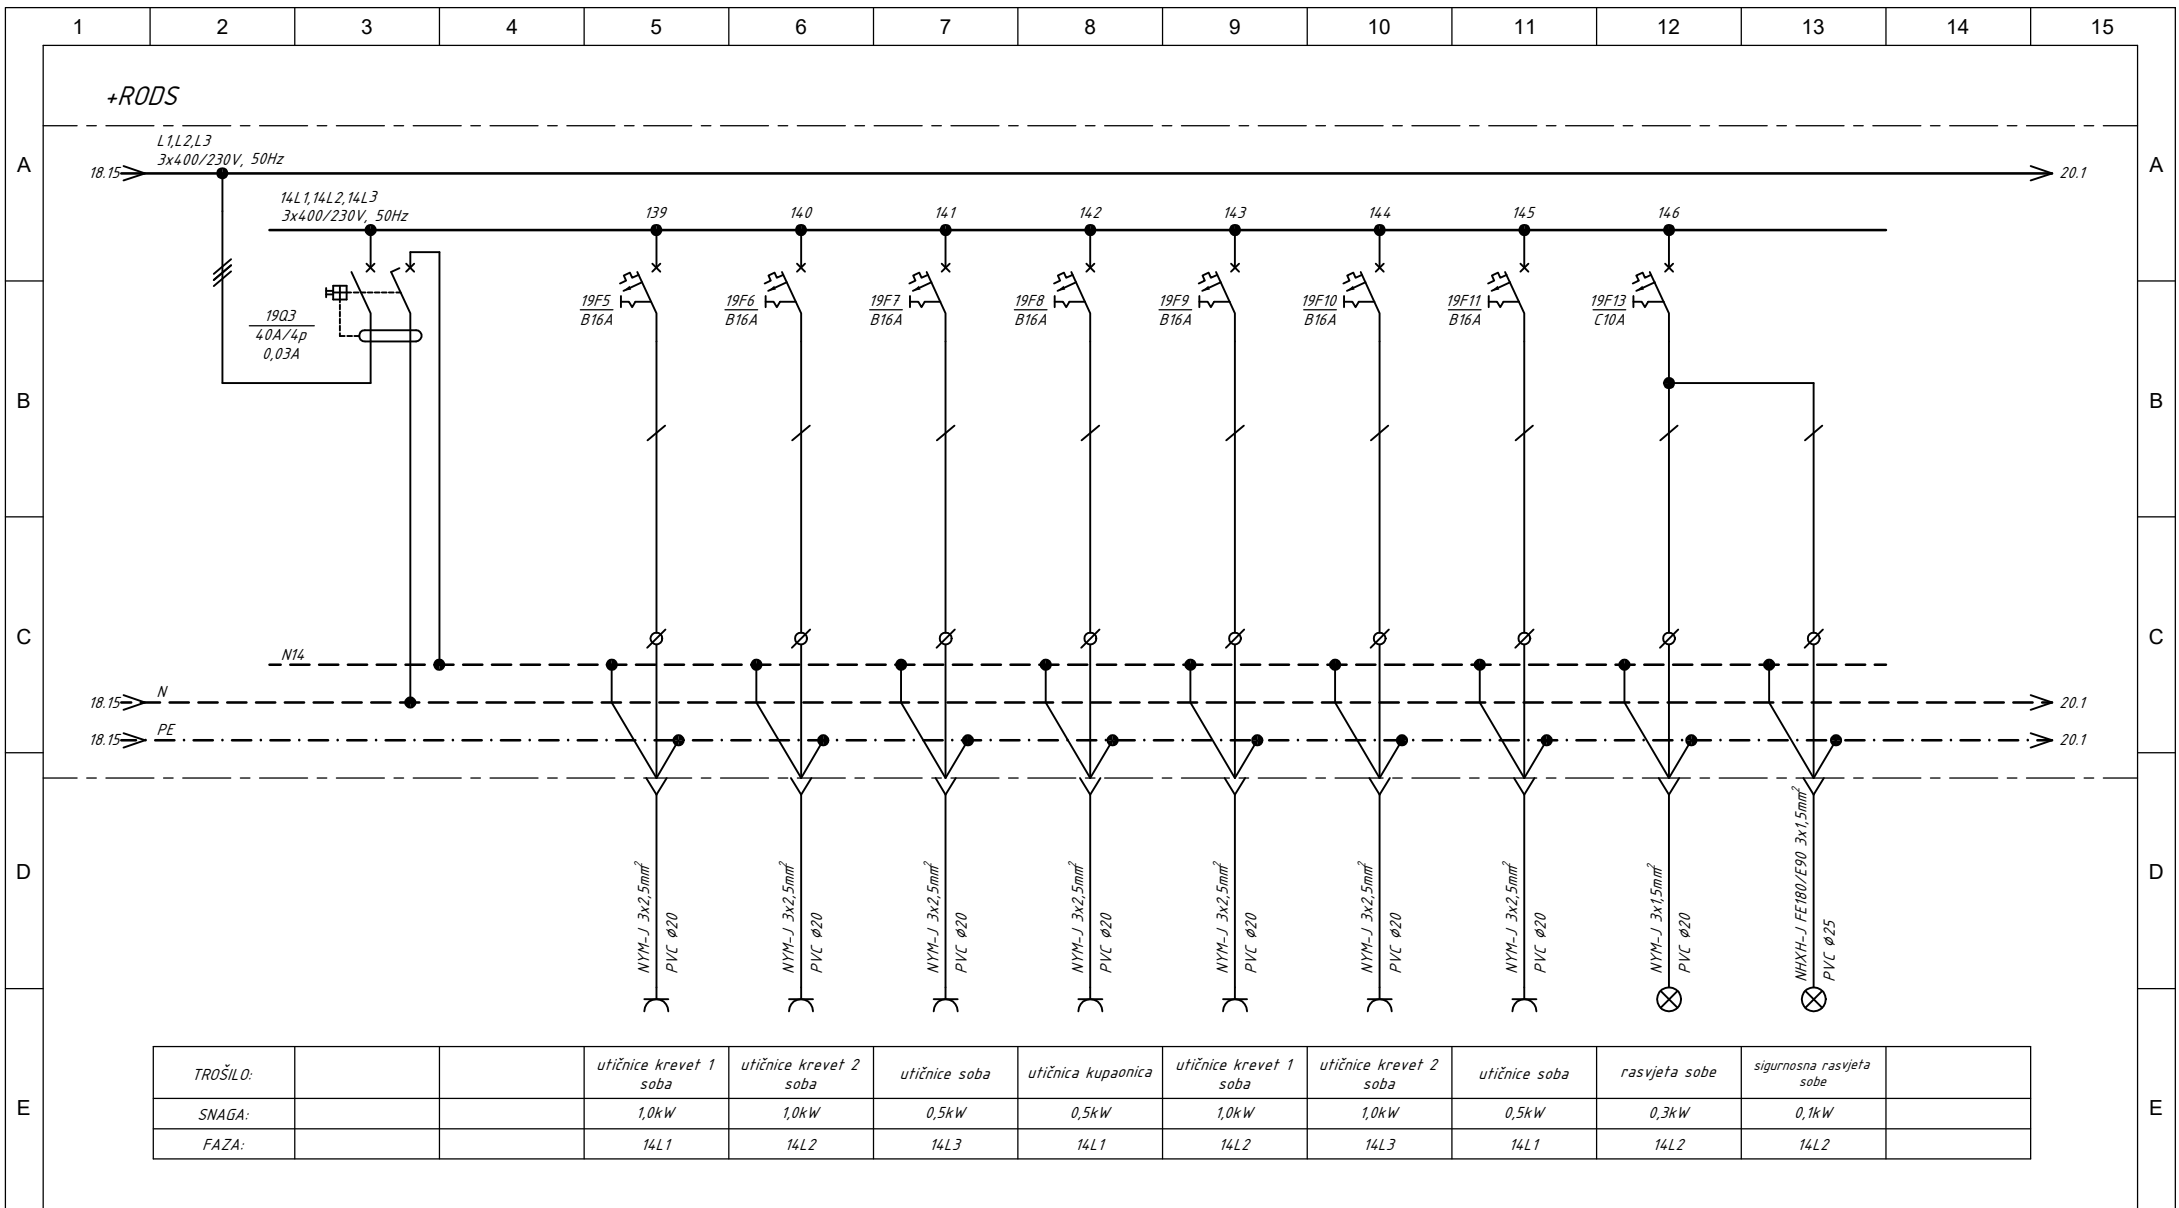 1 2 3 4 5 6 7 8 9 10 11 12 13 14 15
+RODS
A A
L1,L2,L3
3x400/230V, 50Hz
18.15 20.1
14L1,14L2,14L3
3x400/230V, 50Hz
139 140 141 142 143 144 145 146
19Q3
40A/4p
0,03A
19F5
B16A
19F6
B16A
19F7
B16A
19F8
B16A
19F9
B16A
19F10
B16A
19F11
B16A
19F13
C10A
B B
C C
N14
18.15 N 20.1
18.15 PE 20.1
D D
NYM-J 3x2,5mm²
PVC ø20
NYM-J 3x2,5mm²
PVC ø20
NYM-J 3x2,5mm²
PVC ø20
NYM-J 3x2,5mm²
PVC ø20
NYM-J 3x2,5mm²
PVC ø20
NYM-J 3x2,5mm²
PVC ø20
NYM-J 3x2,5mm²
PVC ø20
NYM-J 3x1,5mm²
PVC ø20
NHXH-J FE180/E90 3x1,5mm²
PVC ø25
E E
TROŠILO: utičnice krevet 1 soba utičnice krevet 2 soba utičnice soba utičnica kupaonica utičnice krevet 1 soba utičnice krevet 2 soba utičnice soba rasvjeta sobe sigurnosna rasvjeta sobe
SNAGA: 1,0kW 1,0kW 0,5kW 0,5kW 1,0kW 1,0kW 0,5kW 0,3kW 0,1kW
FAZA: 14L1 14L2 14L3 14L1 14L2 14L3 14L1 14L2 14L2